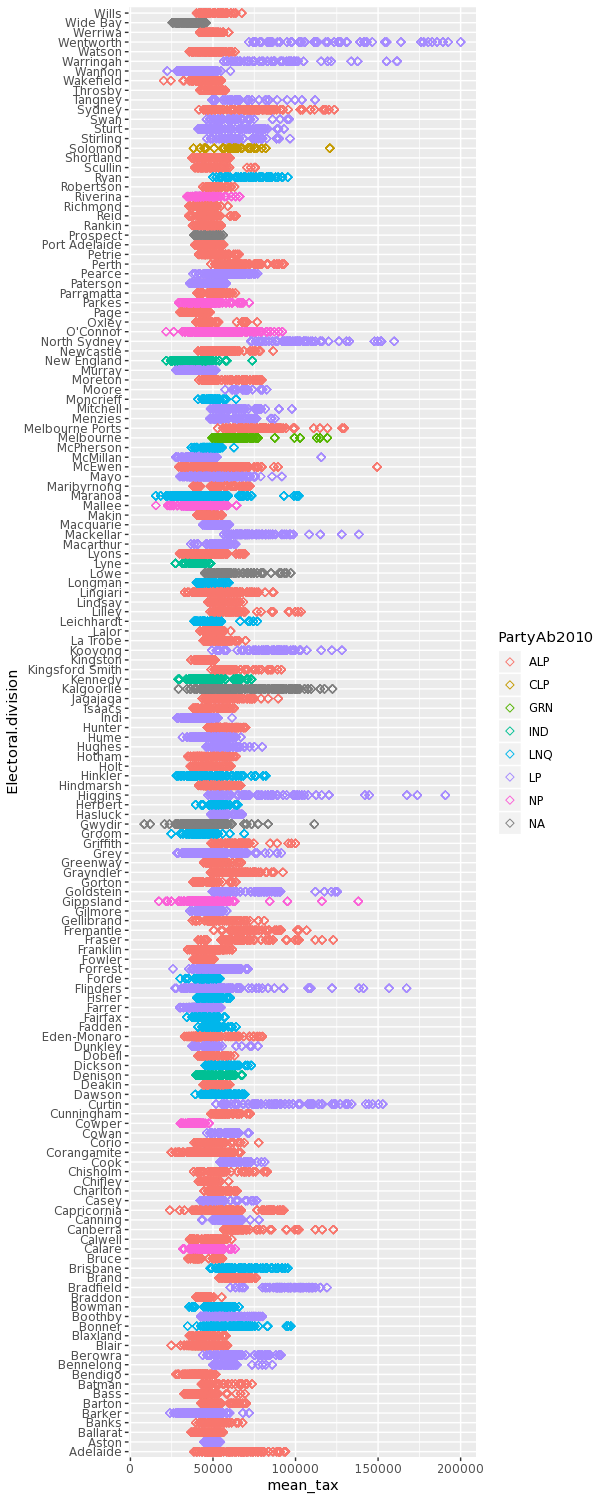 Wills
Wide Bay
Werriwa
Wentworth
Watson
Warringah
Wannon
Wakefield
Throsby
Tangney
Sydney
Swan
Sturt
Stirling
Solomon
Shortland
Scullin
Ryan
Robertson
Riverina
Richmond
Reid
Rankin
Prospect
Port Adelaide
Petrie
Perth
Pearce
Paterson
Parramatta
Parkes
Page
Oxley
O'Connor
North Sydney
Newcastle
New England
Murray
Moreton
Moore
Moncrieff
Mitchell
Menzies
Melbourne Ports
Melbourne
McPherson
McMillan
McEwen
Mayo
Maribyrnong
Maranoa
Mallee
Makin
Macquarie
Mackellar
Macarthur
Lyons
Lyne
Lowe
Longman
Lingiari
Lindsay
Lilley
Leichhardt
Lalor
La Trobe
Kooyong
Kingston
Kingsford Smith
Kennedy
Kalgoorlie
Jagajaga
Isaacs
Indi
Hunter
Hume
Hughes
Hotham
Holt
Hinkler
Hindmarsh
Higgins
Herbert
Hasluck
Gwydir
Groom
Griffith
Grey
Greenway
Grayndler
Gorton
Goldstein
Gippsland
Gilmore
Gellibrand
Fremantle
Fraser
Franklin
Fowler
Forrest
Forde
Flinders
Fisher
Farrer
Fairfax
Fadden
Eden-Monaro
Dunkley
Dobell
Dickson
Denison
Deakin
Dawson
Curtin
Cunningham
Cowper
Cowan
Corio
Corangamite
Cook
Chisholm
Chifley
Charlton
Casey
Capricornia
Canning
Canberra
Calwell
Calare
Bruce
Brisbane
Brand
Bradfield
Braddon
Bowman
Boothby
Bonner
Blaxland
Blair
Berowra
Bennelong
Bendigo
Batman
Bass
Barton
Barker
Banks
Ballarat
Aston
Adelaide
Electoral.division
0
50000
100000
150000
200000
mean_tax
PartyAb2010
ALP
CLP
GRN
IND
LNQ
LP
NP
NA